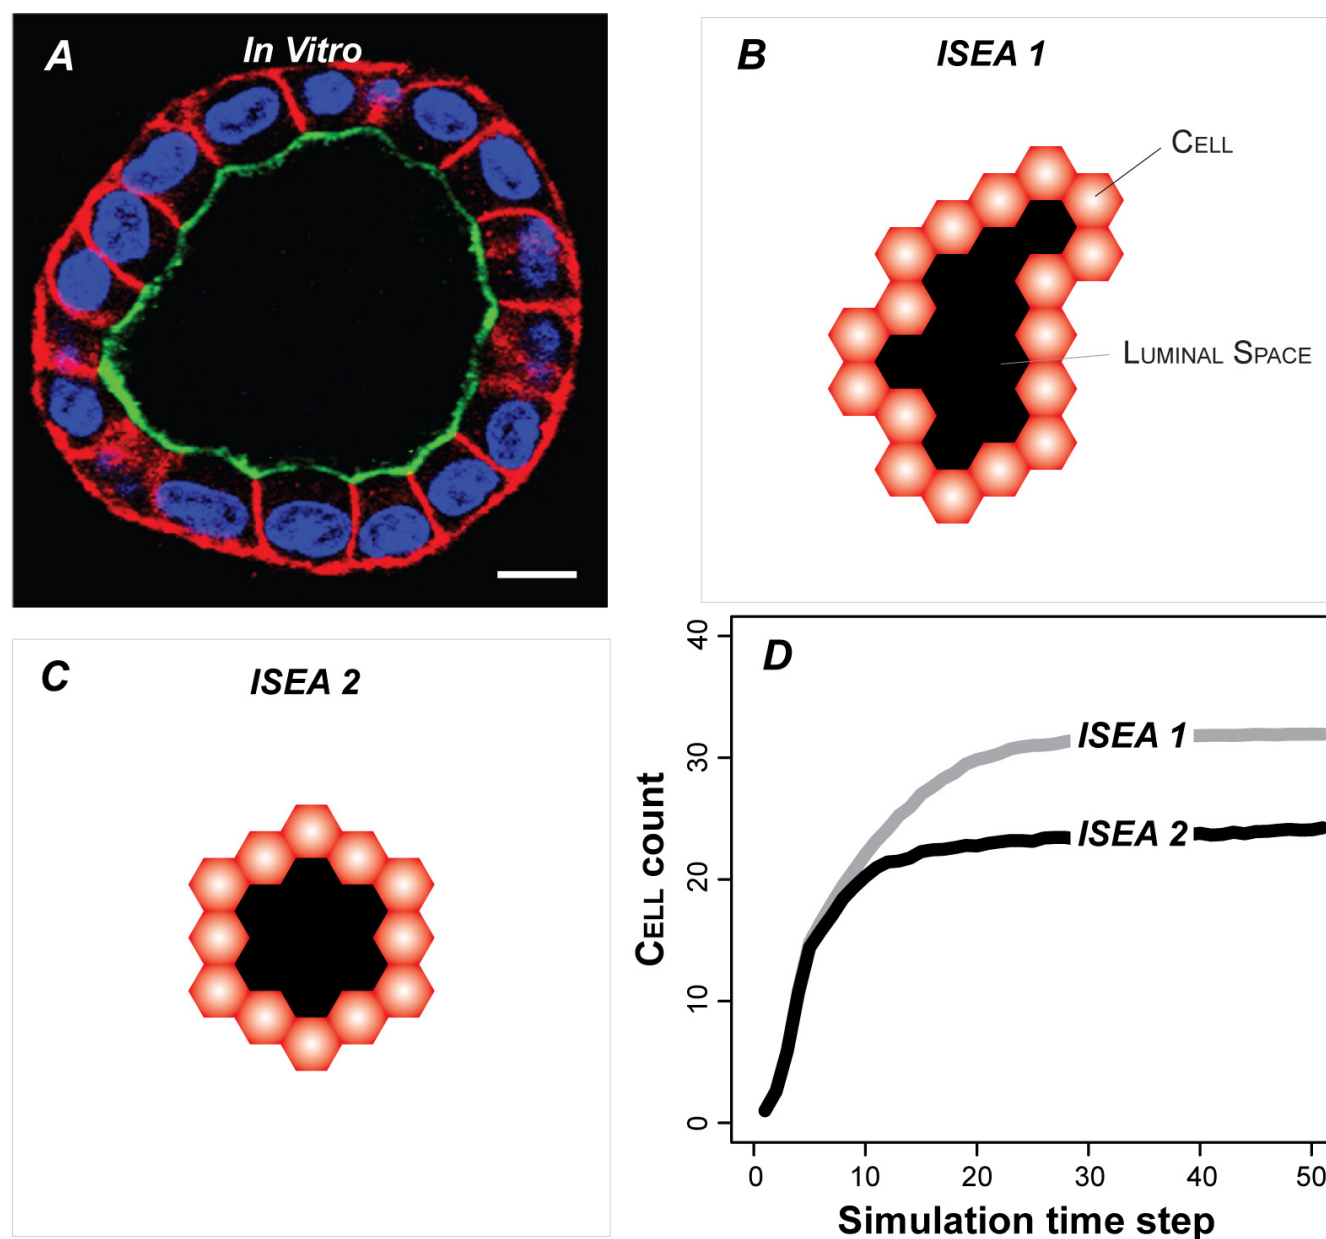 A
In Vitro
B
ISEA 1
CELL
LUMINAL SPACE
C
ISEA 2
D
40
30
20
10
0
CELL count
ISEA 1
ISEA 2
0 10 20 30 40 50
Simulation time step